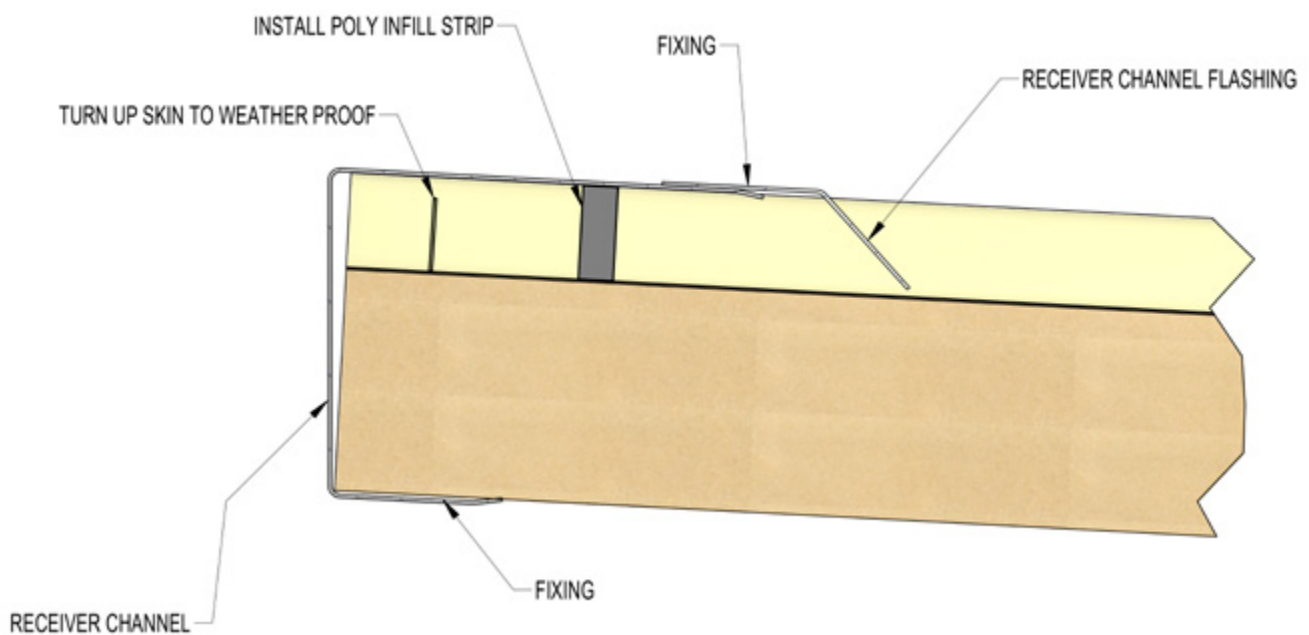 INSTALL POLY INFILL STRIP
FIXING
RECEIVER CHANNEL FLASHING
TURN UP SKIN TO WEATHER PROOF
FIXING
RECEIVER CHANNEL